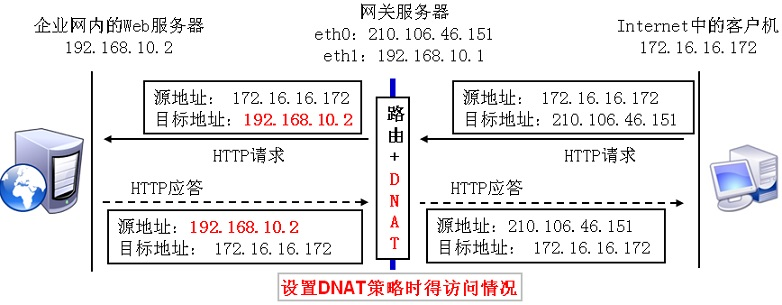 企业网内的Web服务器
192.168.10.2
网关服务器
eth0: 210.106.46.151
eth1: 192.168.10.1
Internet中的客户机
172.16.16.172
源地址: 172.16.16.172
目标地址: 192.168.10.2
HTTP请求
HTTP应答
源地址: 192.168.10.2
目标地址: 172.16.16.172
路由+DNAT
源地址: 172.16.16.172
目标地址: 210.106.46.151
HTTP请求
HTTP应答
源地址: 210.106.46.151
目标地址: 172.16.16.172
设置DNAT策略时得访问情况